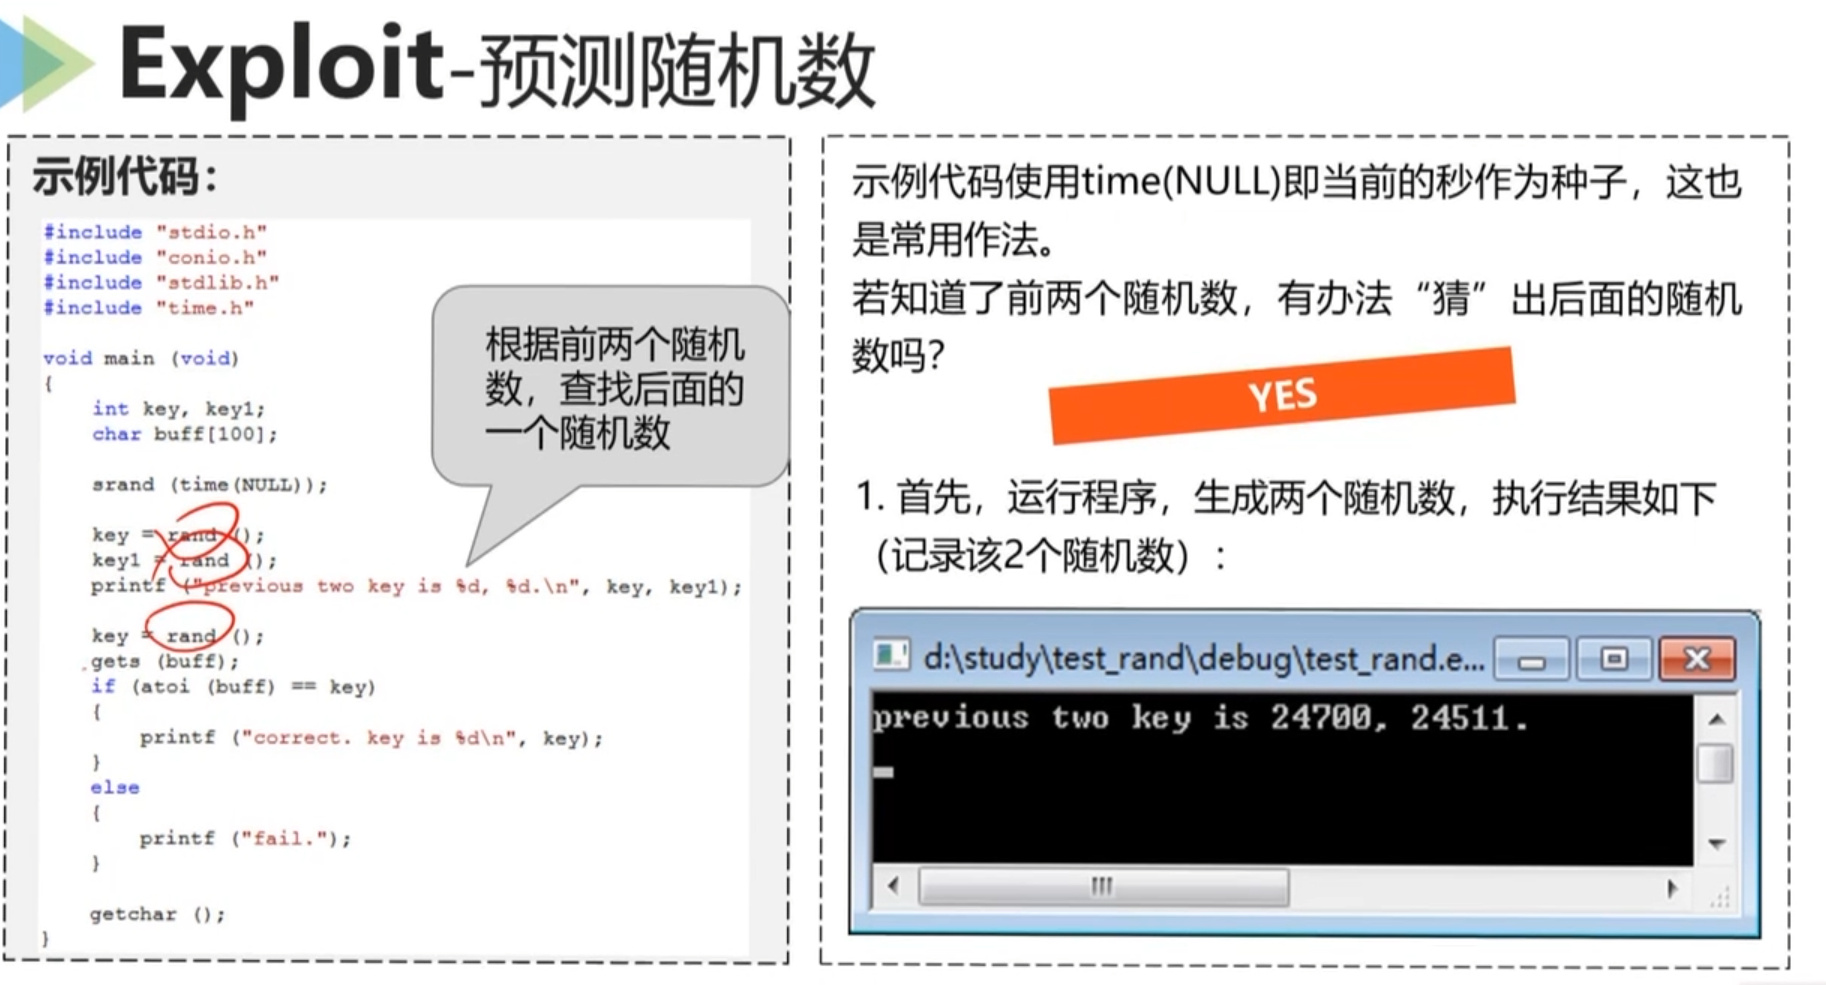 Exploit-预测随机数
示例代码：
#include "stdio.h"
#include "conio.h"
#include "stdlib.h"
#include "time.h"
void main (void)
{
int key, key1;
char buff[100];
srand (time(NULL));
key = rand ();
key1 = rand ();
printf ("previous two key is %d, %d.\n", key, key1);
key = rand ();
gets (buff);
if (atoi (buff) == key)
{
printf ("correct. key is %d\n", key);
}
else
{
printf ("fail.");
}
getchar ();
}
根据前两个随机
数，查找后面的
一个随机数
示例代码使用time(NULL)即当前的秒作为种子，这也
是常用作法。
若知道了前两个随机数，有办法“猜”出后面的随机
数吗？
YES
1. 首先，运行程序，生成两个随机数，执行结果如下
（记录该2个随机数）：
d:\study\test_rand\debug\test_rand.e...
previous two key is 24700, 24511.